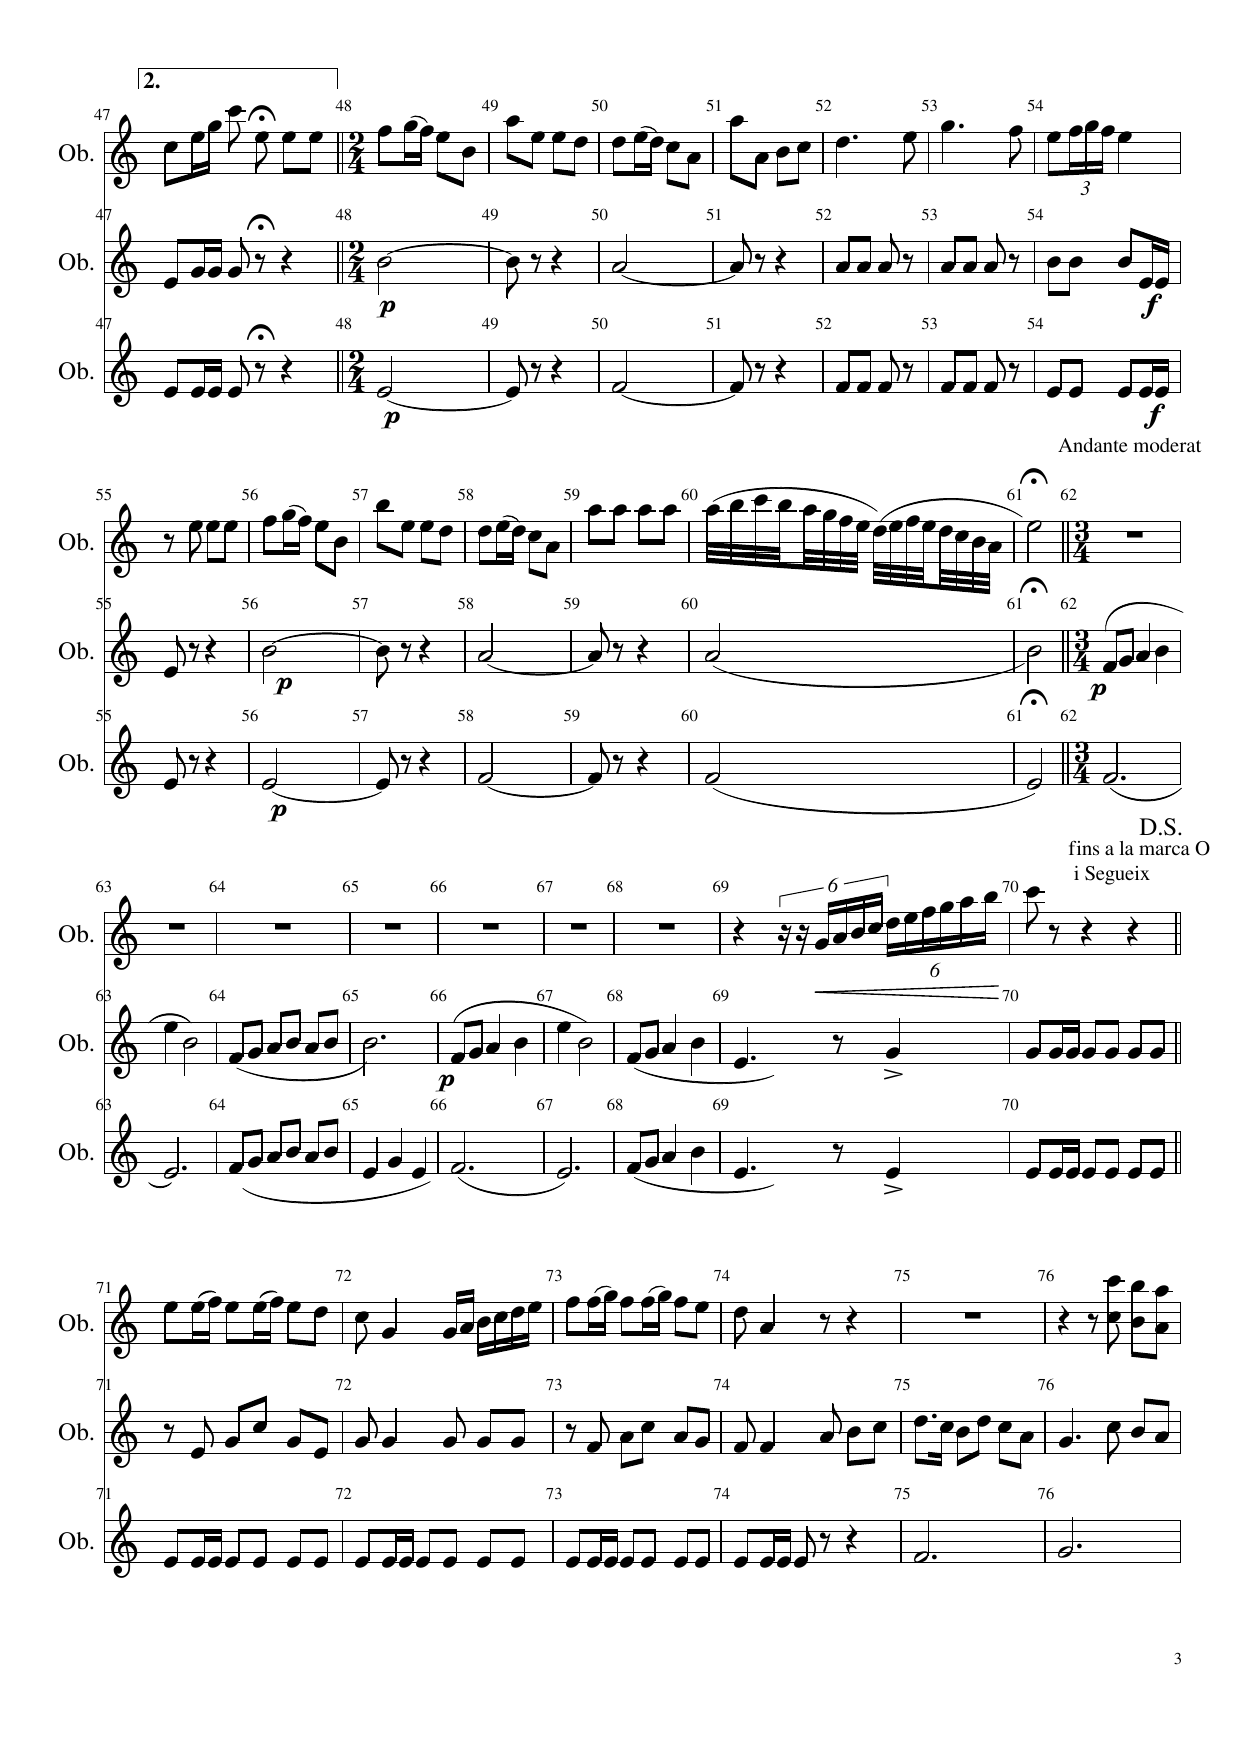 2.
47 48 49 50 51 52 53 54
Ob.
3
47 48 49 50 51 52 53 54
Ob.
p f
47 48 49 50 51 52 53 54
Ob.
p f
Andante moderat
55 56 57 58 59 60 61 62
Ob.
55 56 57 58 59 60 61 62
Ob.
p p
55 56 57 58 59 60 61 62
Ob.
p
D.S.
fins a la marca O
i Segueix
63 64 65 66 67 68 69 70
6
Ob.
6
63 64 65 66 67 68 69 70
Ob.
p
63 64 65 66 67 68 69 70
Ob.
71 72 73 74 75 76
Ob.
71 72 73 74 75 76
Ob.
71 72 73 74 75 76
Ob.
3